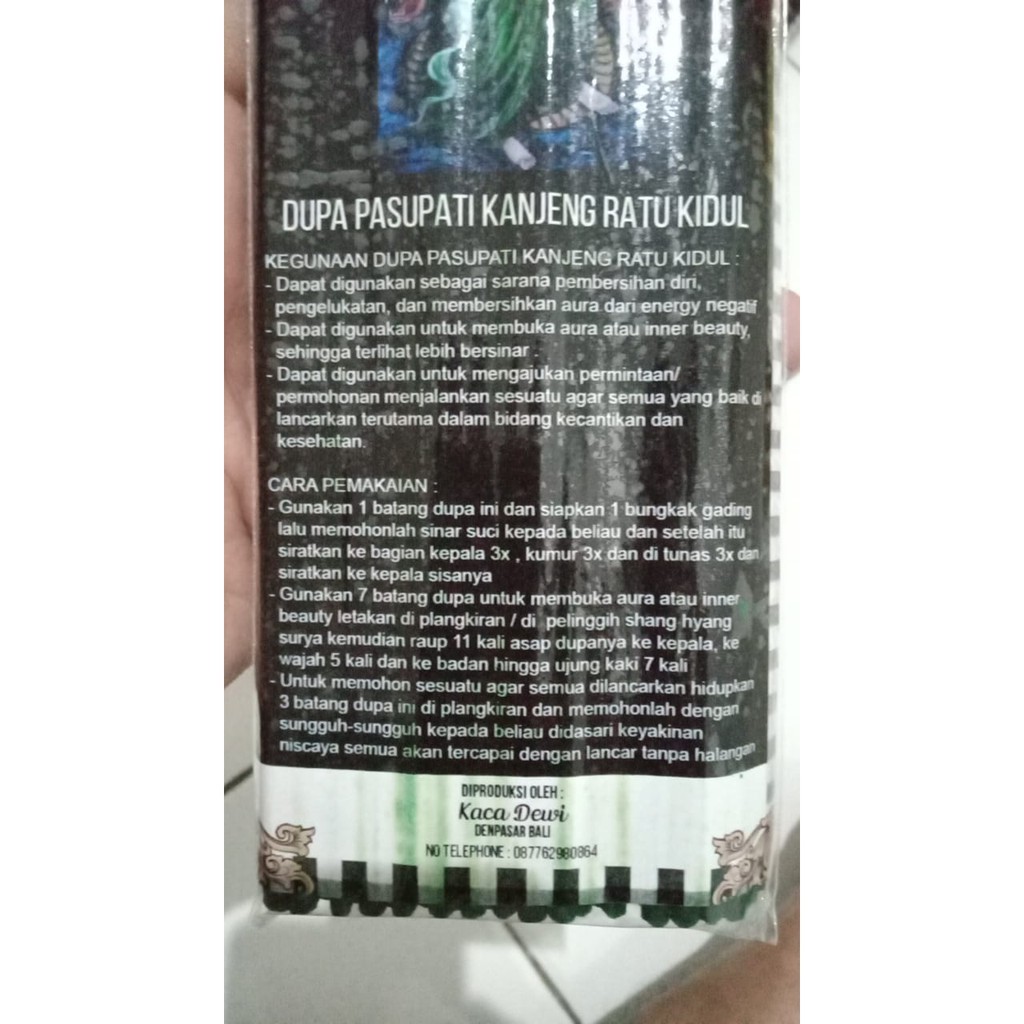 DUPA PASUPATI KANJENG RATU KIDUL
KEGUNAAN DUPA PASUPATI KANJENG RATU KIDUL :
- Dapat digunakan sebagai sarana pembersihan diri,
pengelukatan, dan membersihkan aura dari energy negatif
- Dapat digunakan untuk membuka aura atau inner beauty,
sehingga terlihat lebih bersinar .
- Dapat digunakan untuk mengajukan permintaan/
permohonan menjalankan sesuatu agar semua yang baik di
lancarkan terutama dalam bidang kecantikan dan
kesehatan.
CARA PEMAKAIAN :
- Gunakan 1 batang dupa ini dan siapkan 1 bungkak gading
lalu memohonlah sinar suci kepada beliau dan setelah itu
siratkan ke bagian kepala 3x , kumur 3x dan di tunas 3x dan
siratkan ke kepala sisanya
- Gunakan 7 batang dupa untuk membuka aura atau inner
beauty letakan di plangkiran / di pelinggih shang hyang
surya kemudian raup 11 kali asap dupanya ke kepala, ke
wajah 5 kali dan ke badan hingga ujung kaki 7 kali
- Untuk memohon sesuatu agar semua dilancarkan hidupkan
3 batang dupa ini di plangkiran dan memohonlah dengan
sungguh-sungguh kepada beliau didasari keyakinan
niscaya semua akan tercapai dengan lancar tanpa halangan
DIPRODUKSI OLEH :
Kaca Dewi
DENPASAR BALI
NO TELEPHONE : 087762980864